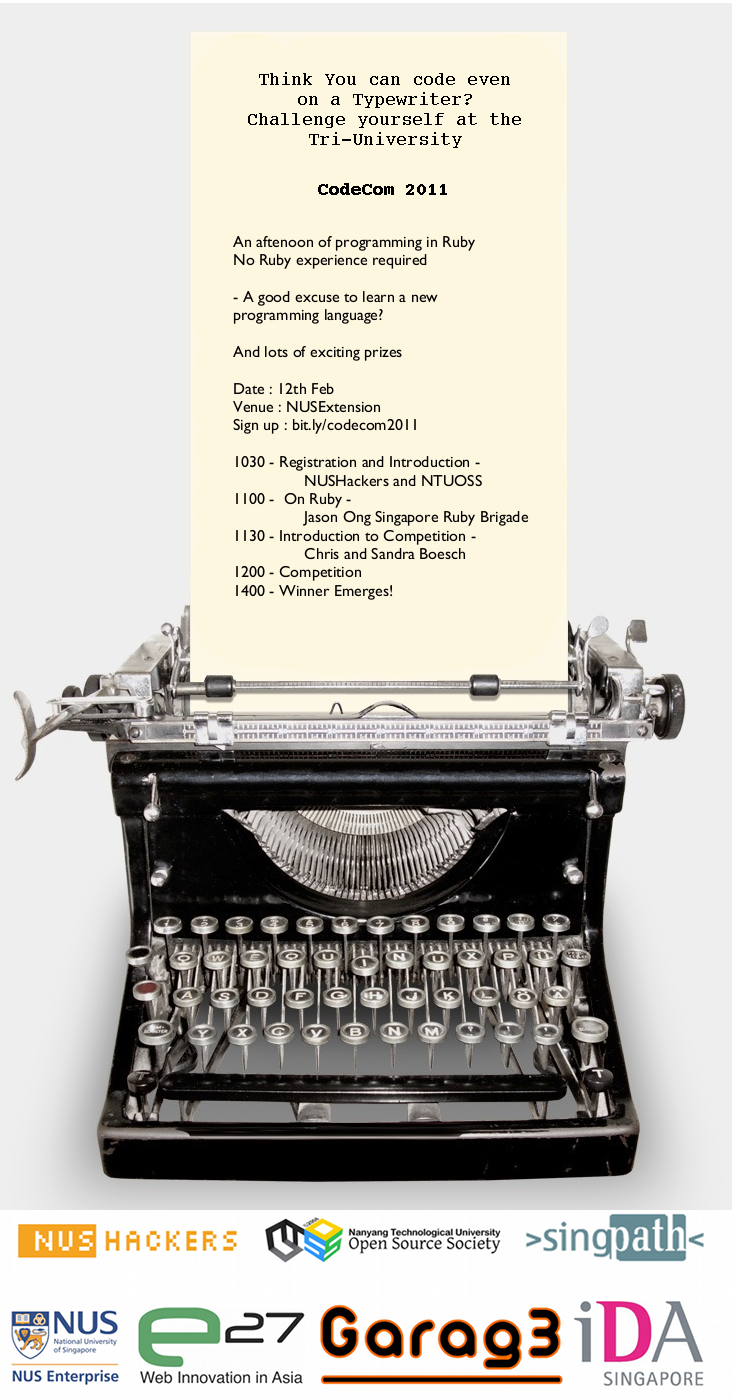 Think You can code even
on a Typewriter?
Challenge yourself at the
Tri-University
CodeCom 2011
An aftenoon of programming in Ruby
No Ruby experience required
- A good excuse to learn a new
programming language?
And lots of exciting prizes
Date : 12th Feb
Venue : NUSExtension
Sign up : bit.ly/codecom2011
1030 - Registration and Introduction -
NUSHackers and NTUOSS
1100 - On Ruby -
Jason Ong Singapore Ruby Brigade
1130 - Introduction to Competition -
Chris and Sandra Boesch
1200 - Competition
1400 - Winner Emerges!
A S D F G H J K L Ö
Y X C V B N M
NUS HACKERS
Nanyang Technological University
Open Source Society
>singpath<
NUS
National University
of Singapore
NUS Enterprise
e27
Web Innovation in Asia
Garag3
iDA
SINGAPORE